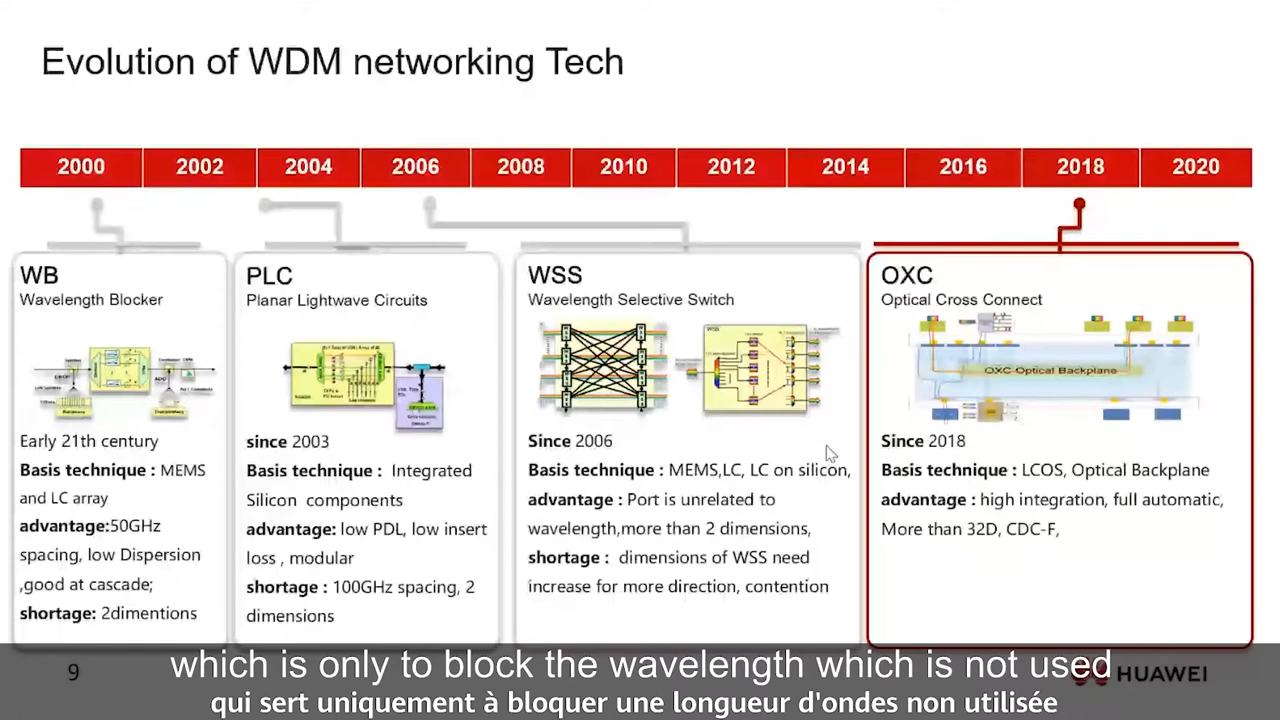 Evolution of WDM networking Tech
2000 2002 2004 2006 2008 2010 2012 2014 2016 2018 2020
WB
Wavelength Blocker
Early 21th century
Basis technique : MEMS
and LC array
advantage:50GHz
spacing, low Dispersion
,good at cascade;
shortage: 2dimentions
PLC
Planar Lightwave Circuits
since 2003
Basis technique : Integrated
Silicon components
advantage: low PDL, low insert
loss , modular
shortage : 100GHz spacing, 2
dimensions
WSS
Wavelength Selective Switch
WSS
Since 2006
Basis technique : MEMS,LC, LC on silicon,
advantage : Port is unrelated to
wavelength,more than 2 dimensions,
shortage : dimensions of WSS need
increase for more direction, contention
OXC
Optical Cross Connect
OXC Optical Backplane
Since 2018
Basis technique : LCOS, Optical Backplane
advantage : high integration, full automatic,
More than 32D, CDC-F,
which is only to block the wavelength which is not used
qui sert uniquement à bloquer une longueur d'ondes non utilisée
9
HUAWEI